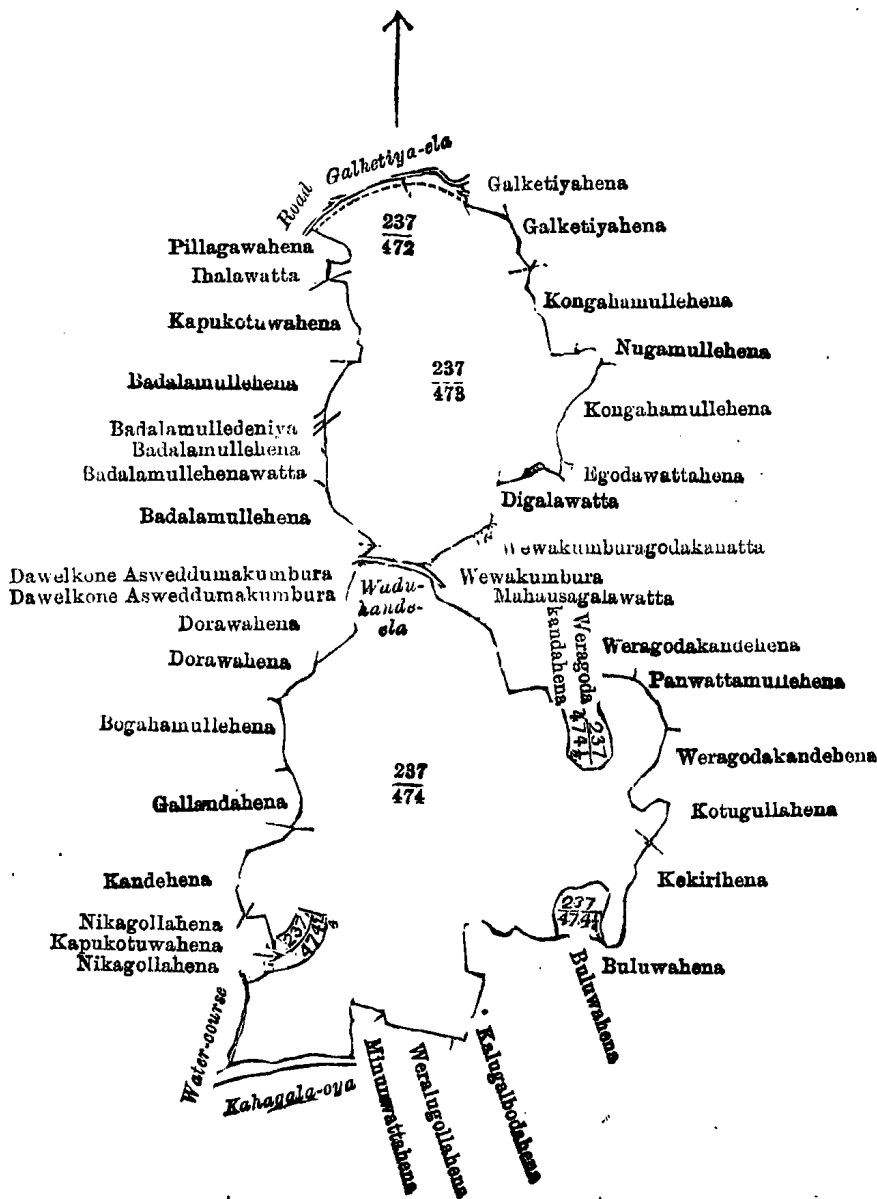 Galketiya-ela
Road
Galketiyahena
237
472
Galketiyahena
Pillagawahena
Ihalawatta
Kongahamullehena
Kapukotuwahena
Nugamullehena
237
473
Badalamullehena
Kongahamullehena
Badalamulledeniya
Badalamullehena
Badalamullehenawatta
Egodawattahena
Digalawatta
Badalamullehena
Wewakumburagodakanatta
Dawelkone Asweddumakumbura
Wewakumbura
Dawelkone Asweddumakumbura
Mahausagalawatta
Wudu-
kande-
ela
Dorawahena
Weragoda
kandahena
Weragodakandehena
Dorawahena
Panwattamullehena
Bogahamullehena
237
474
Weragodakandehena
237
474
Gallandahena
Kotugullahena
Kandehena
Kekirihena
237
474
Nikagollahena
237
474
Kapukotuwahena
Nikagollahena
Buluwahena
Buluwahena
Water-course
Kahagala-oya
Minumwattahena
Weralugollahena
Kalugalbodahena